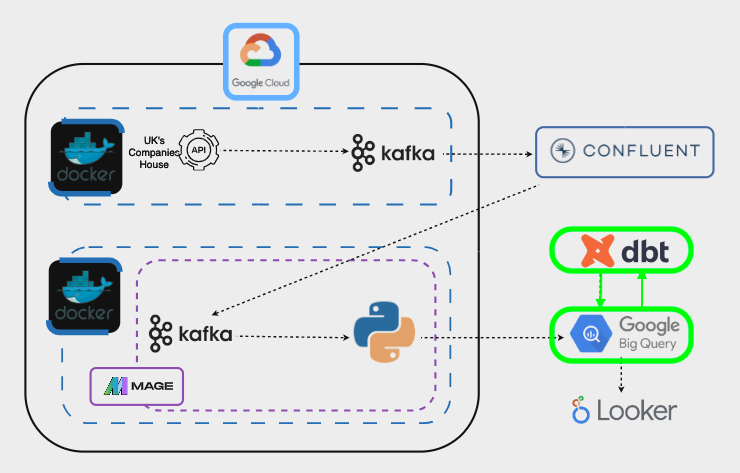 Google Cloud
docker
UK's
Companies
House
API
kafka
CONFLUENT
dbt
docker
kafka
Google
Big Query
MAGE
Looker